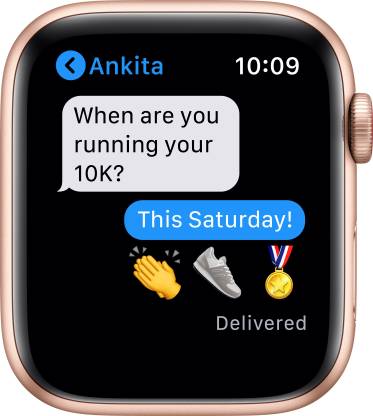 Ankita 10:09
When are you
running your
10K?
This Saturday!
Delivered